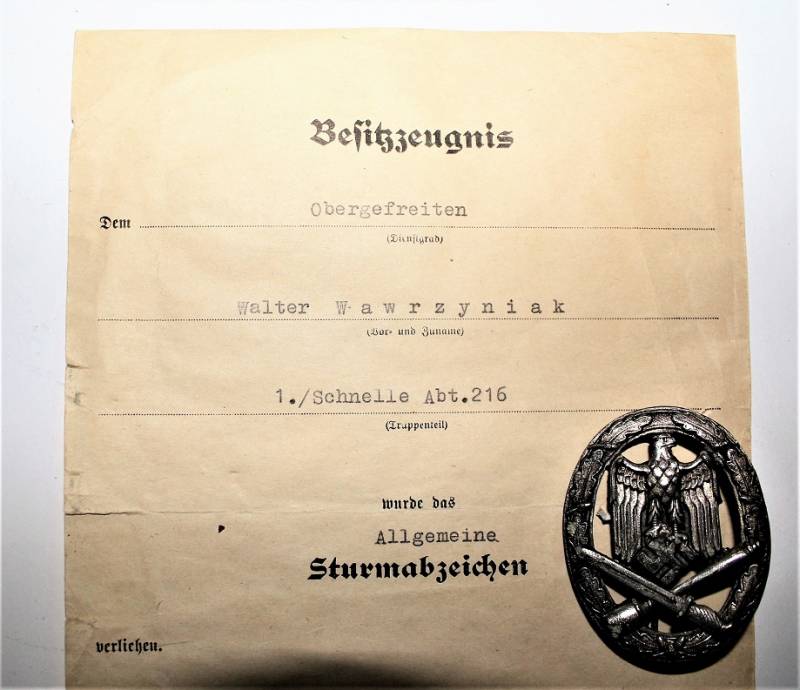 Besitzzeugnis
Dem Obergefreiten
(Dienstgrad)
Walter Wawrzyniak
(Vor- und Zuname)
1./Schnelle Abt.216
(Truppenteil)
wurde das
Allgemeine
Sturmabzeichen
verliehen.